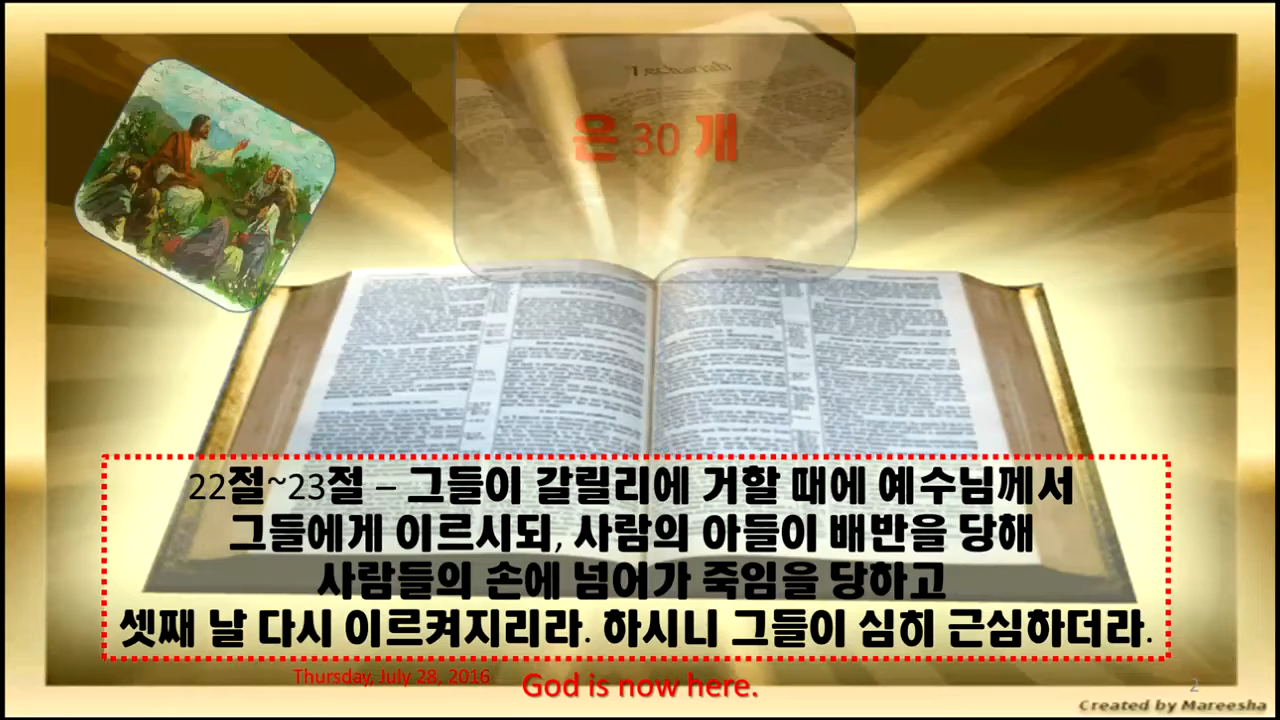 Zechariah
은 30 개
22절~23절 – 그들이 갈릴리에 거할 때에 예수님께서
그들에게 이르시되, 사람의 아들이 배반을 당해
사람들의 손에 넘어가 죽임을 당하고
셋째 날 다시 이르켜지리라. 하시니 그들이 심히 근심하더라.
Thursday, July 28, 2016
God is now here.
2
Created by Mareesha